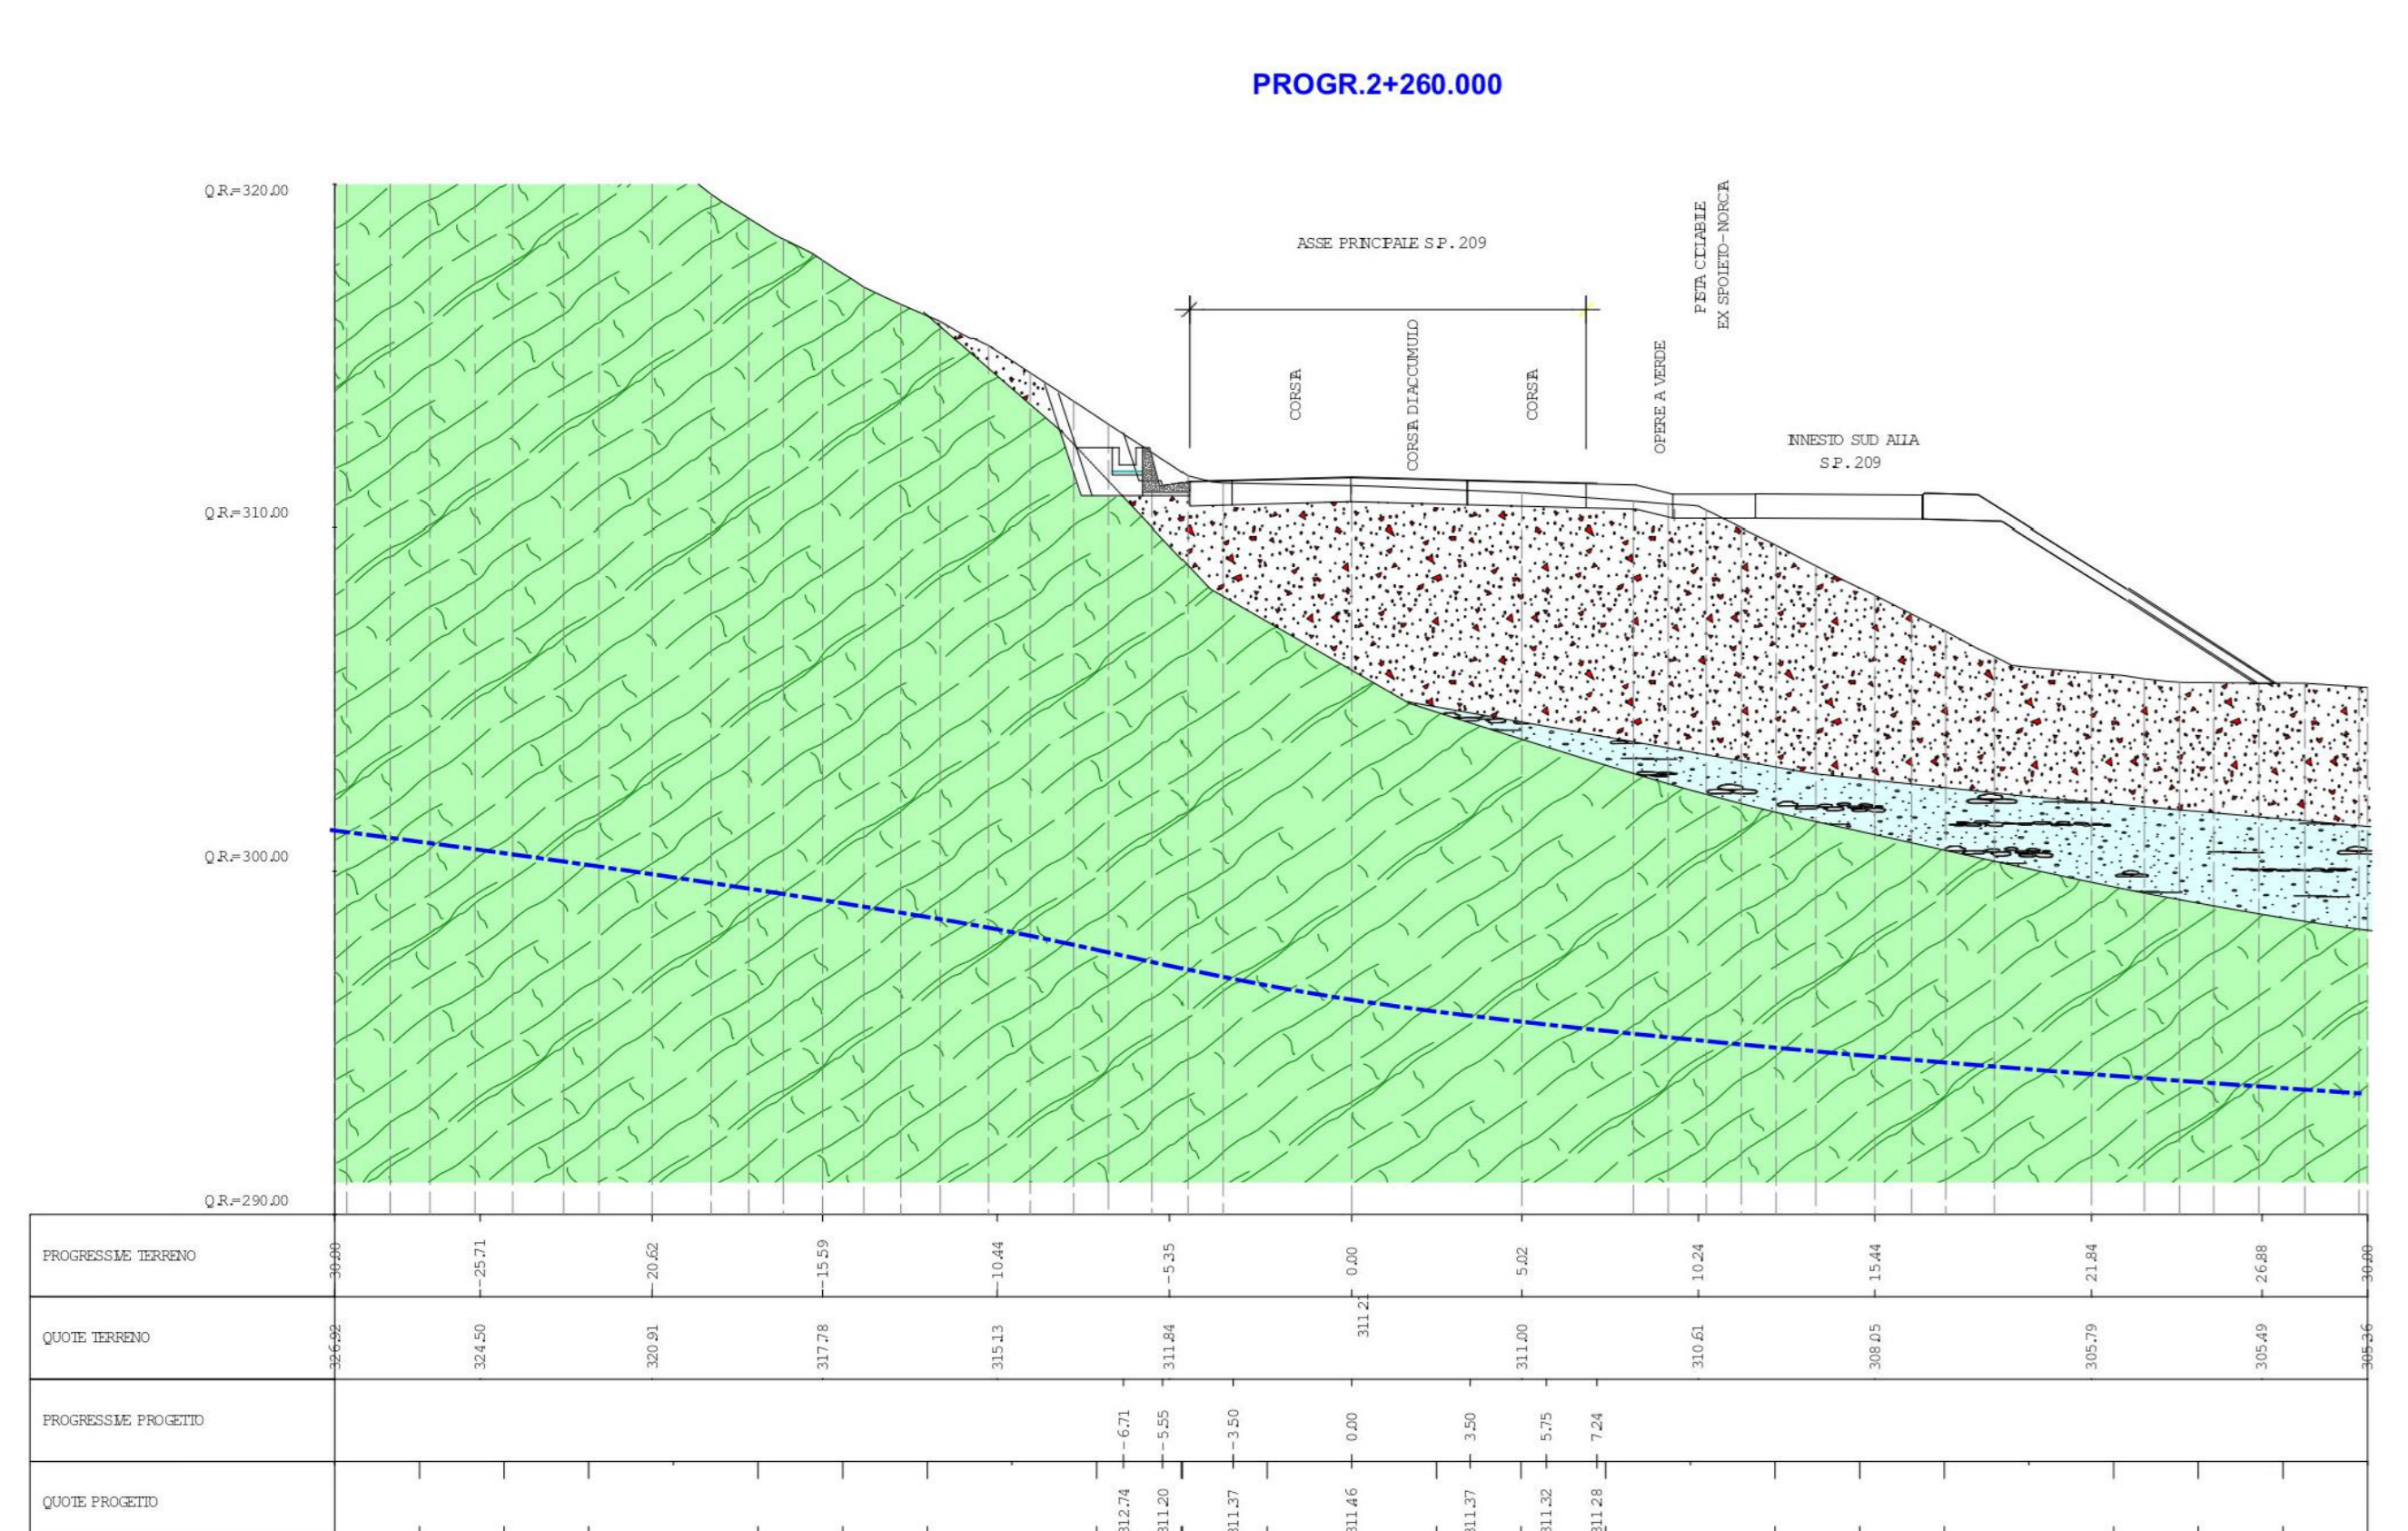 PROGR.2+260.000
Q.R.=320.00
ASSE PRINCIPALE S.P. 209
PISTA CICLABILE
EX SPOLETO-NORCIA
CORSIA
CORSIA DI ACCUMULO
CORSIA
OPERE A VERDE
INNESTO SUD ALLA
S.P. 209
Q.R.=310.00
Q.R.=300.00
Q.R.=290.00
PROGRESSIVE TERRENO -30.00 -25.71 -20.62 -15.59 -10.44 -5.35 0.00 5.02 10.24 15.44 21.84 26.88 30.00
QUOTE TERRENO 326.92 324.50 320.91 317.78 315.13 311.84 311.21 311.00 310.61 308.05 305.79 305.49 305.36
PROGRESSIVE PROGETTO -6.71 -5.55 -3.50 0.00 3.50 5.75 7.24
QUOTE PROGETTO 312.74 311.20 311.37 311.46 311.37 311.32 311.28